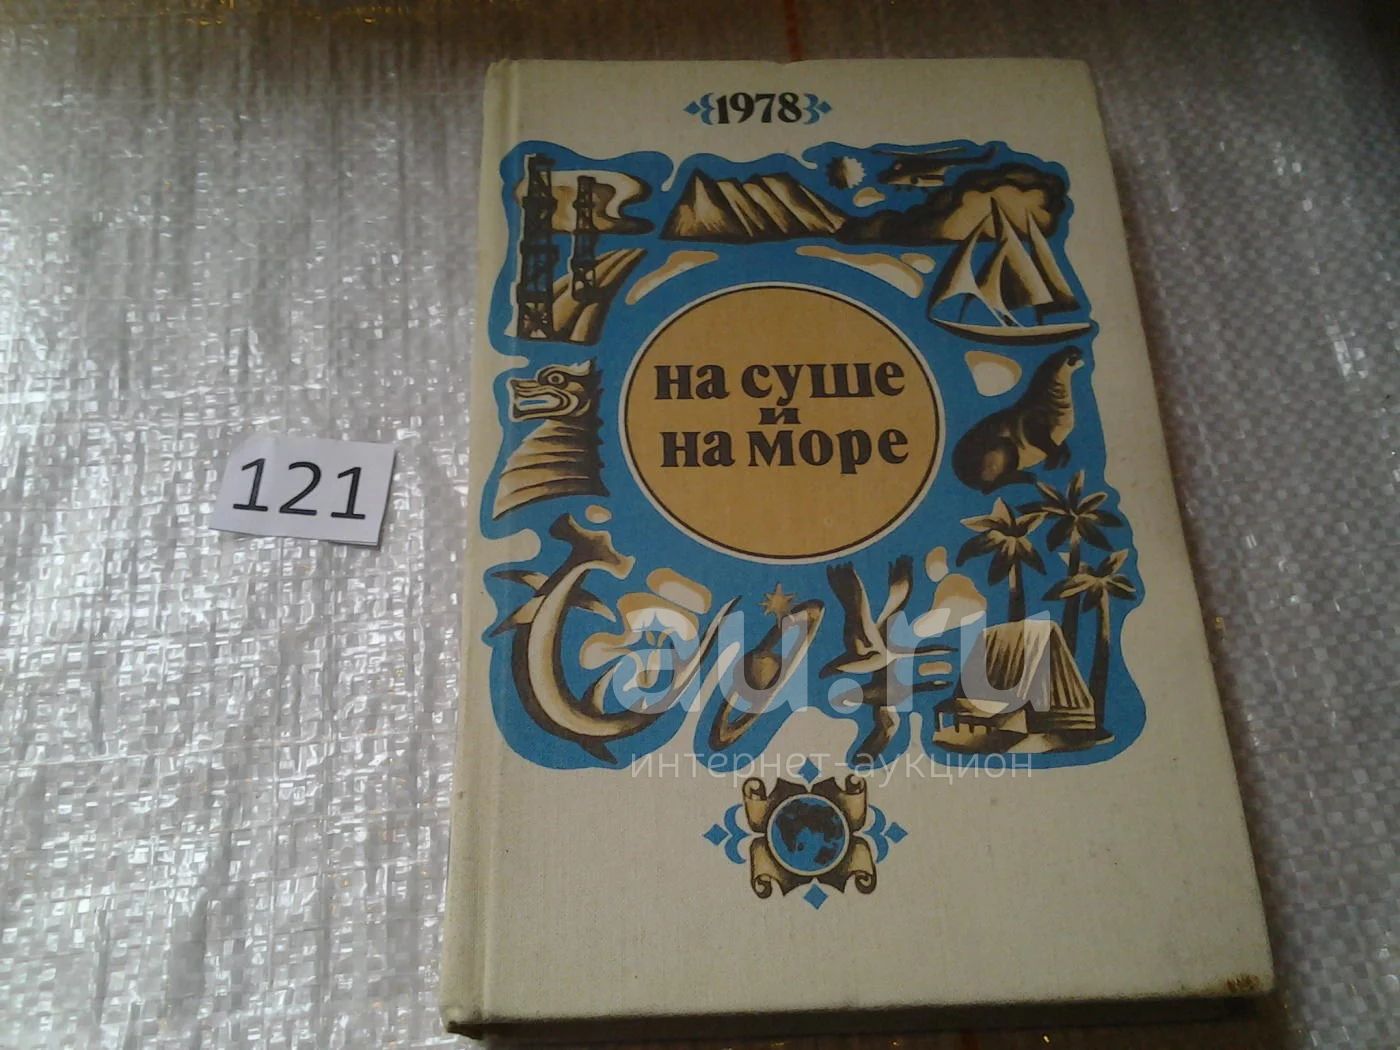 1978
на суше
и
на море
121
au.ru
интернет-аукцион